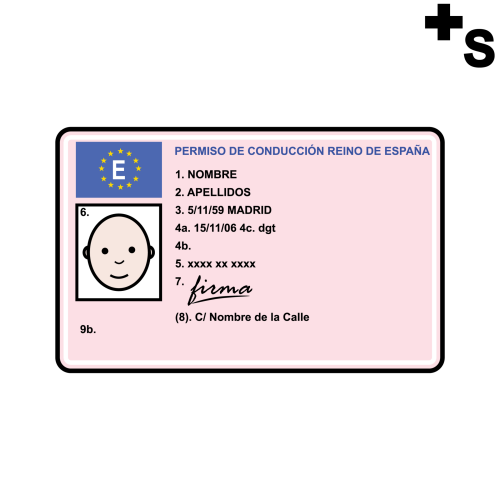 +s
E
PERMISO DE CONDUCCIÓN REINO DE ESPAÑA
1. NOMBRE
2. APELLIDOS
3. 5/11/59 MADRID
4a. 15/11/06 4c. dgt
4b.
5. xxxx xx xxxx
6.
7. firma
(8). C/ Nombre de la Calle
9b.